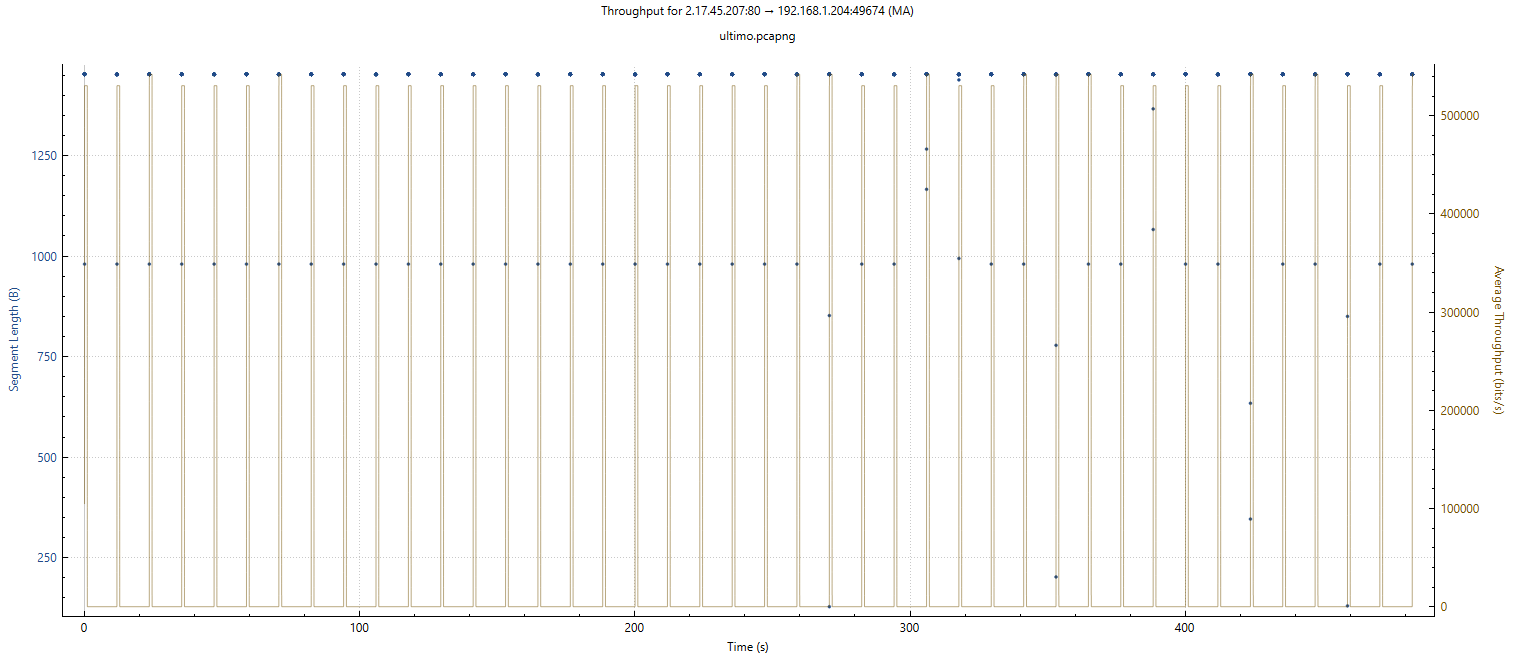 Throughput for 2.17.45.207:80 → 192.168.1.204:49674 (MA)
ultimo.pcapng
Segment Length (B)
1250
1000
750
500
250
500000
400000
300000
200000
100000
0
Average Throughput (bits/s)
0 100 200 300 400
Time (s)